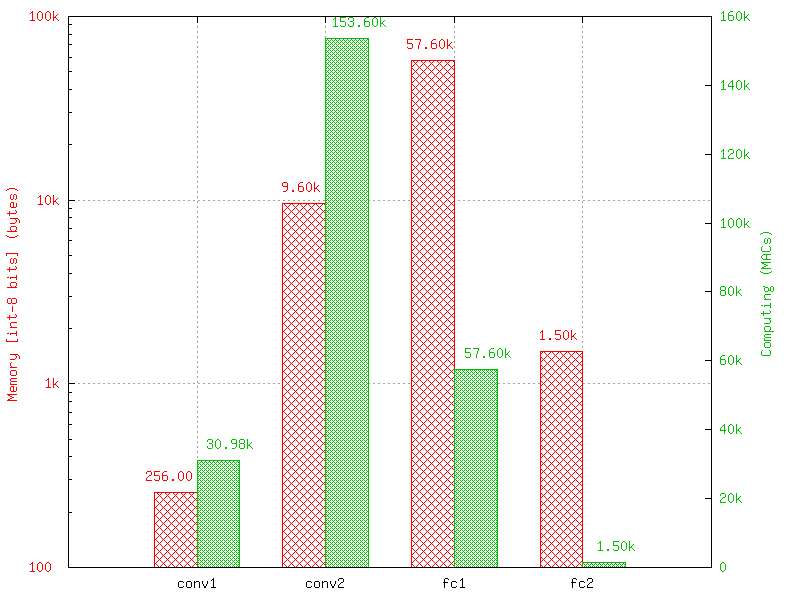 100k
10k
1k
100
Memory [int-8 bits] (bytes)
160k
140k
120k
100k
80k
60k
40k
20k
0
Computing (MACs)
256.00
30.98k
9.60k
153.60k
57.60k
57.60k
1.50k
1.50k
conv1
conv2
fc1
fc2